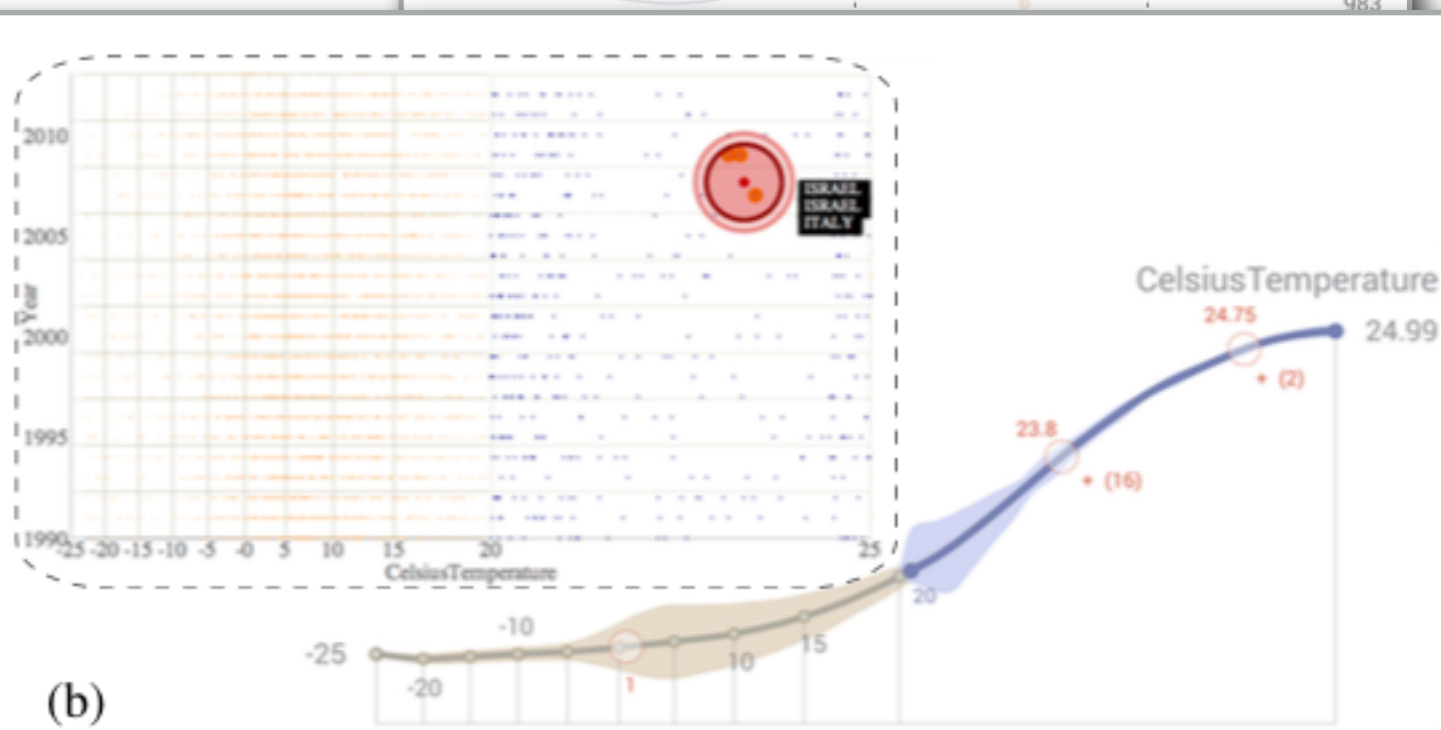 983
2010
ISRAEL
ISRAEL
ITALY
2005
Year
2000
1995
1990
-25 -20 -15 -10 -5 -0 5 10 15 20 25
CelsiusTemperature
CelsiusTemperature
24.75
24.99
+ (2)
23.8
+ (16)
20
-10
-25
15
10
-20
1
(b)